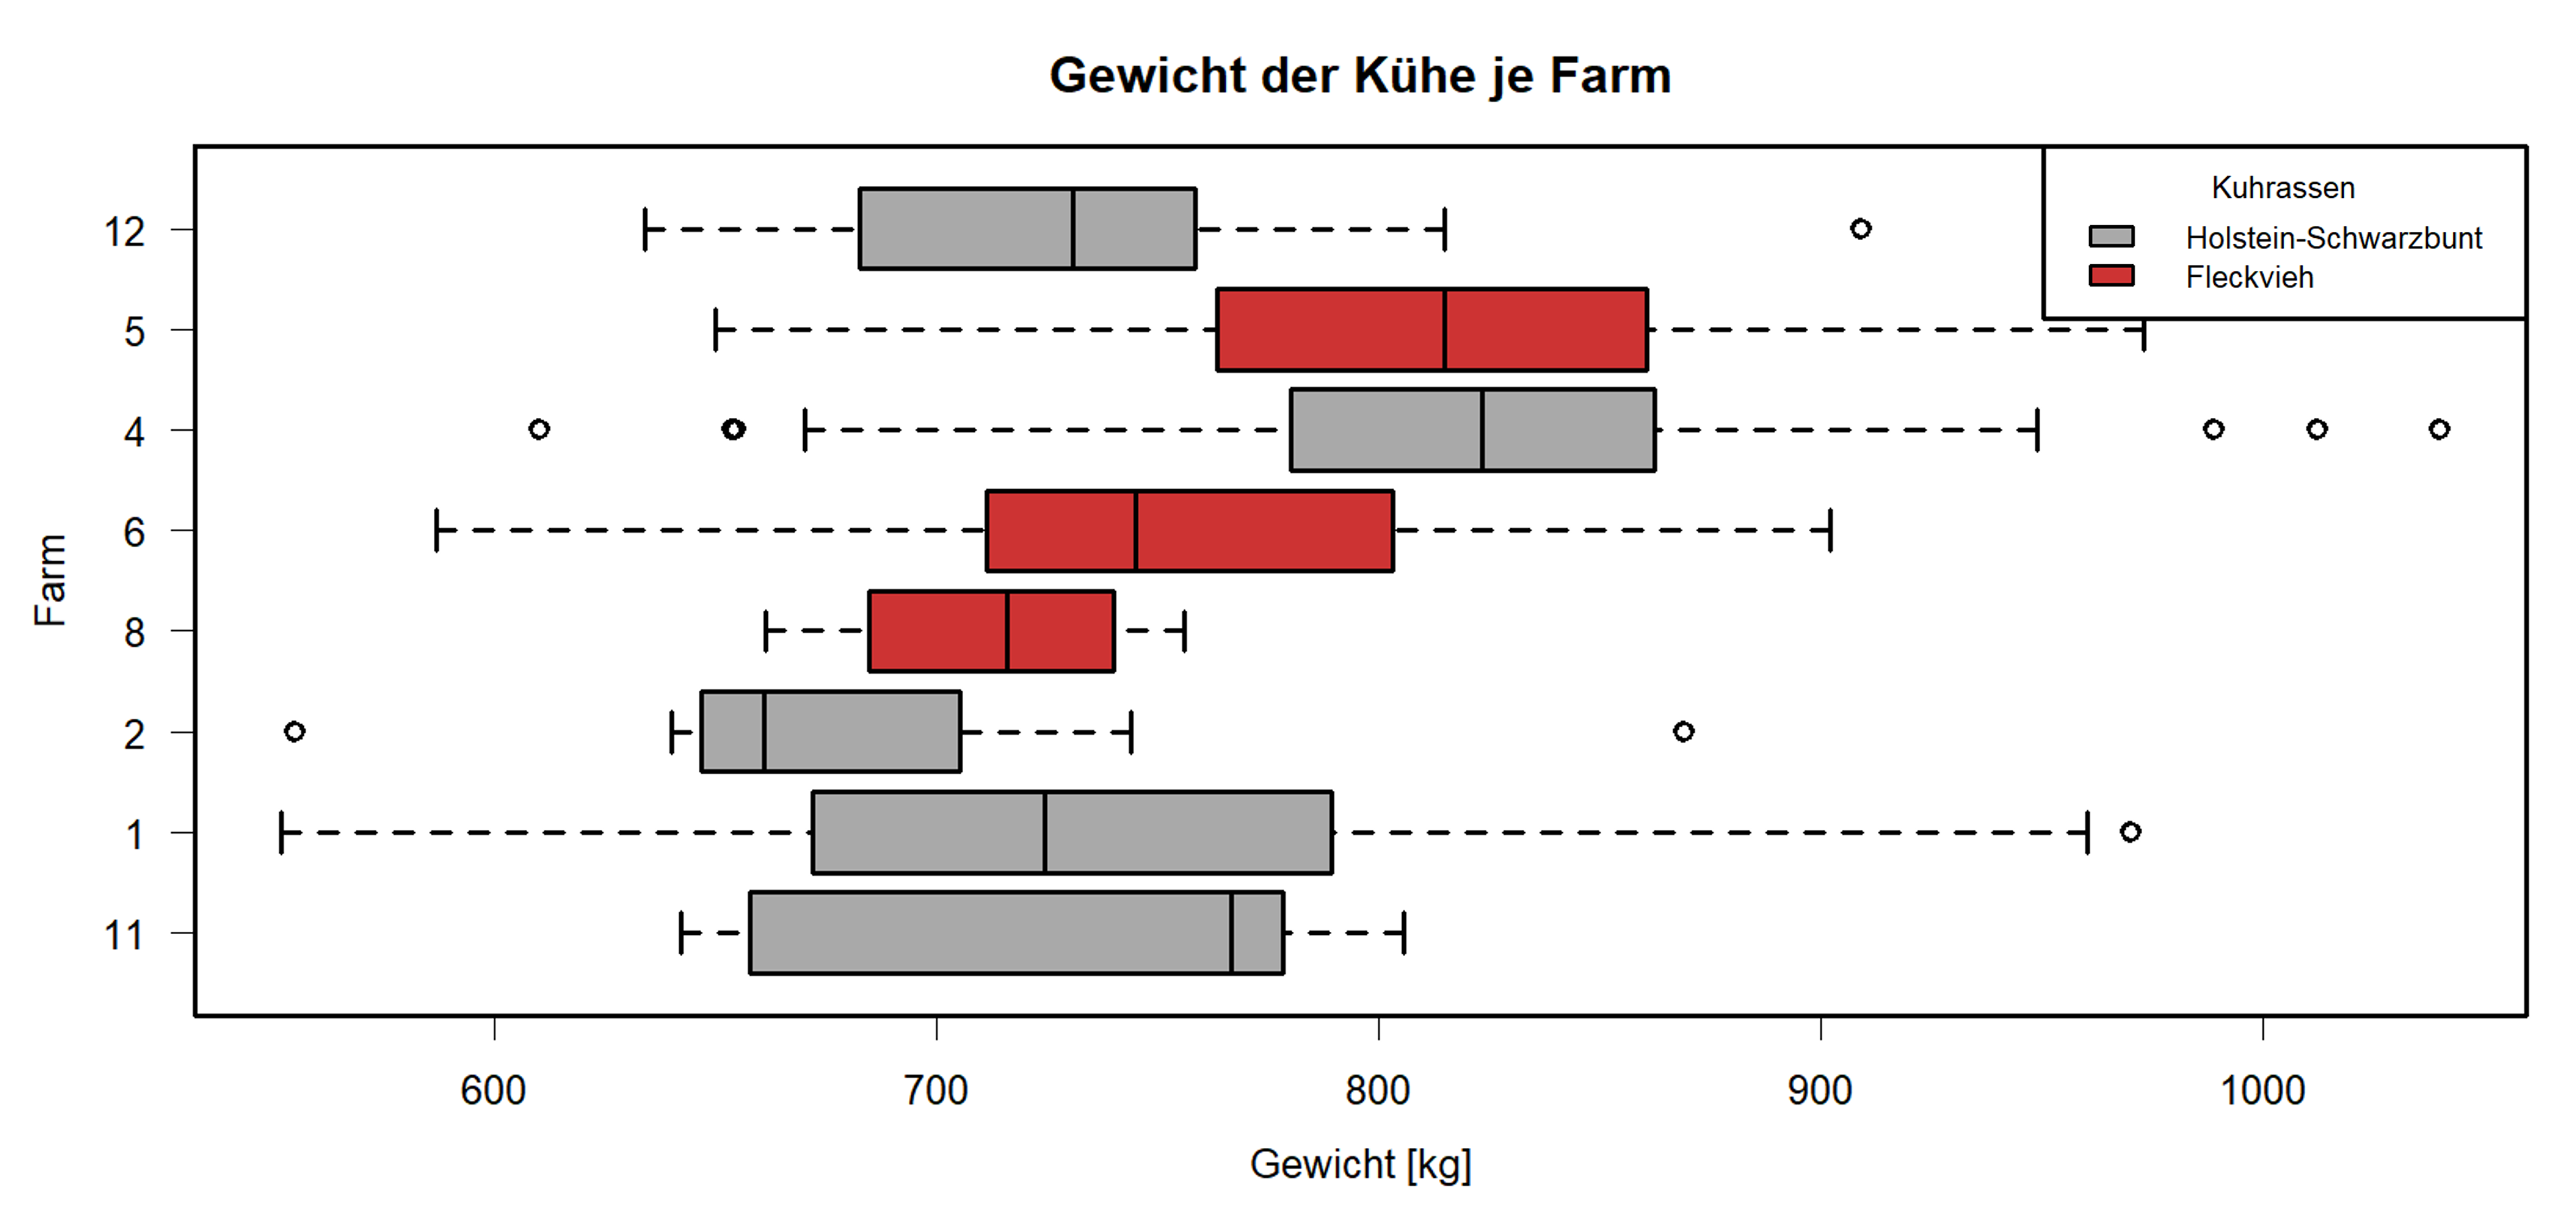 Gewicht der Kühe je Farm
Kuhrassen
Holstein-Schwarzbunt
Fleckvieh
Farm
12
5
4
6
8
2
1
11
600 700 800 900 1000
Gewicht [kg]